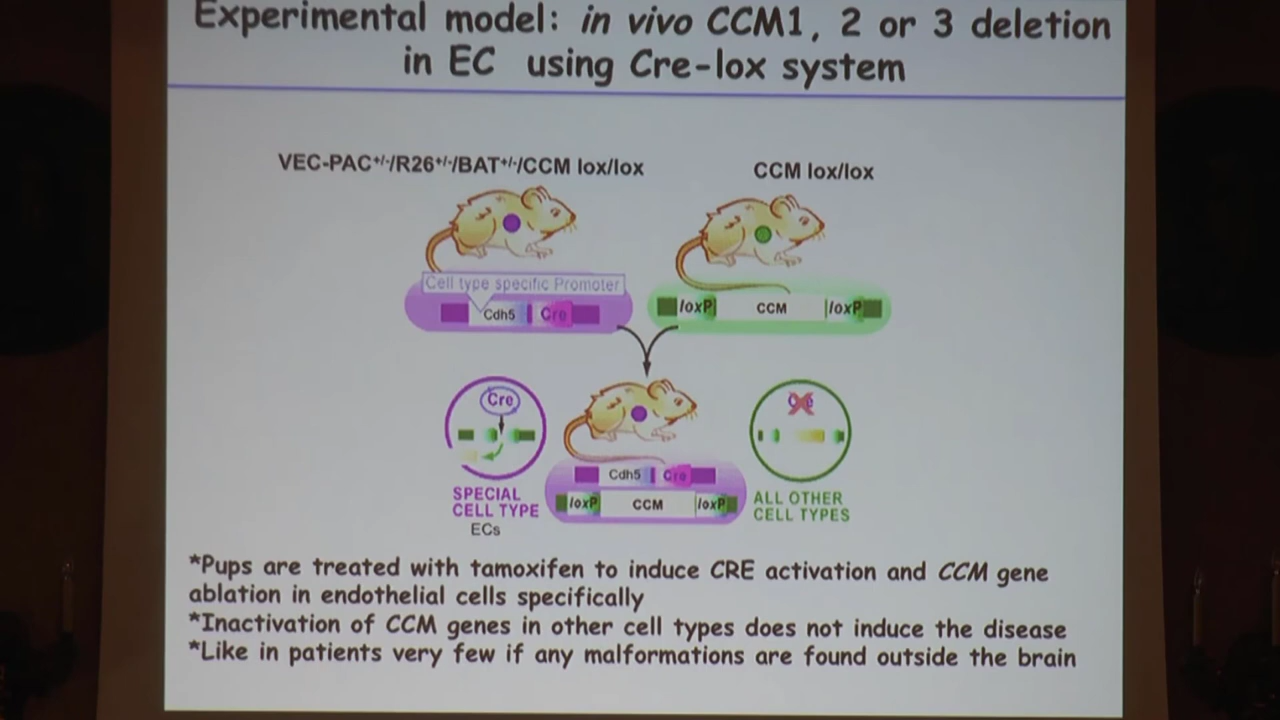 Experimental model: in vivo CCM1, 2 or 3 deletion
in EC using Cre-lox system
VEC-PAC+/-/R26+/-/BAT+/-/CCM lox/lox
CCM lox/lox
Cell type specific Promoter
Cdh5 Cre
loxP CCM loxP
Cre
Cre
Cdh5 Cre
loxP CCM loxP
SPECIAL
CELL TYPE
ECs
ALL OTHER
CELL TYPES
*Pups are treated with tamoxifen to induce CRE activation and CCM gene
ablation in endothelial cells specifically
*Inactivation of CCM genes in other cell types does not induce the disease
*Like in patients very few if any malformations are found outside the brain